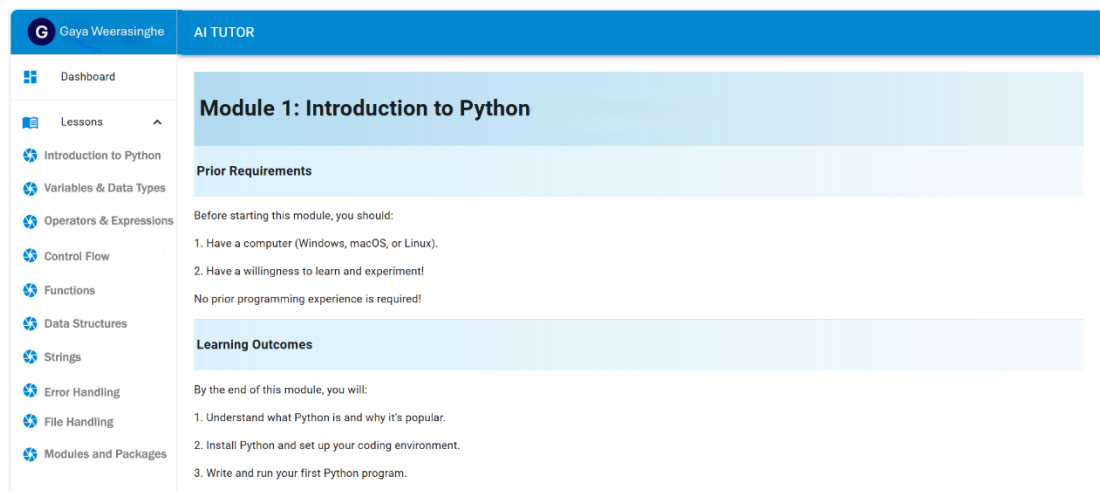 G Gaya Weerasinghe
AI TUTOR
Dashboard
Lessons
Introduction to Python
Variables & Data Types
Operators & Expressions
Control Flow
Functions
Data Structures
Strings
Error Handling
File Handling
Modules and Packages
Module 1: Introduction to Python
Prior Requirements
Before starting this module, you should:
1. Have a computer (Windows, macOS, or Linux).
2. Have a willingness to learn and experiment!
No prior programming experience is required!
Learning Outcomes
By the end of this module, you will:
1. Understand what Python is and why it's popular.
2. Install Python and set up your coding environment.
3. Write and run your first Python program.